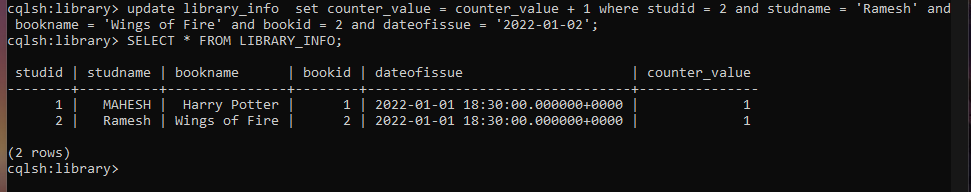 cqlsh:library> update library_info  set counter_value = counter_value + 1 where studid = 2 and studname = 'Ramesh' and
 bookname = 'Wings of Fire' and bookid = 2 and dateofissue = '2022-01-02';
cqlsh:library> SELECT * FROM LIBRARY_INFO;
 studid | studname | bookname      | bookid | dateofissue                     | counter_value
--------+----------+---------------+--------+---------------------------------+---------------
      1 |   MAHESH |  Harry Potter |      1 | 2022-01-01 18:30:00.000000+0000 |             1
      2 |   Ramesh | Wings of Fire |      2 | 2022-01-01 18:30:00.000000+0000 |             1
(2 rows)
cqlsh:library>